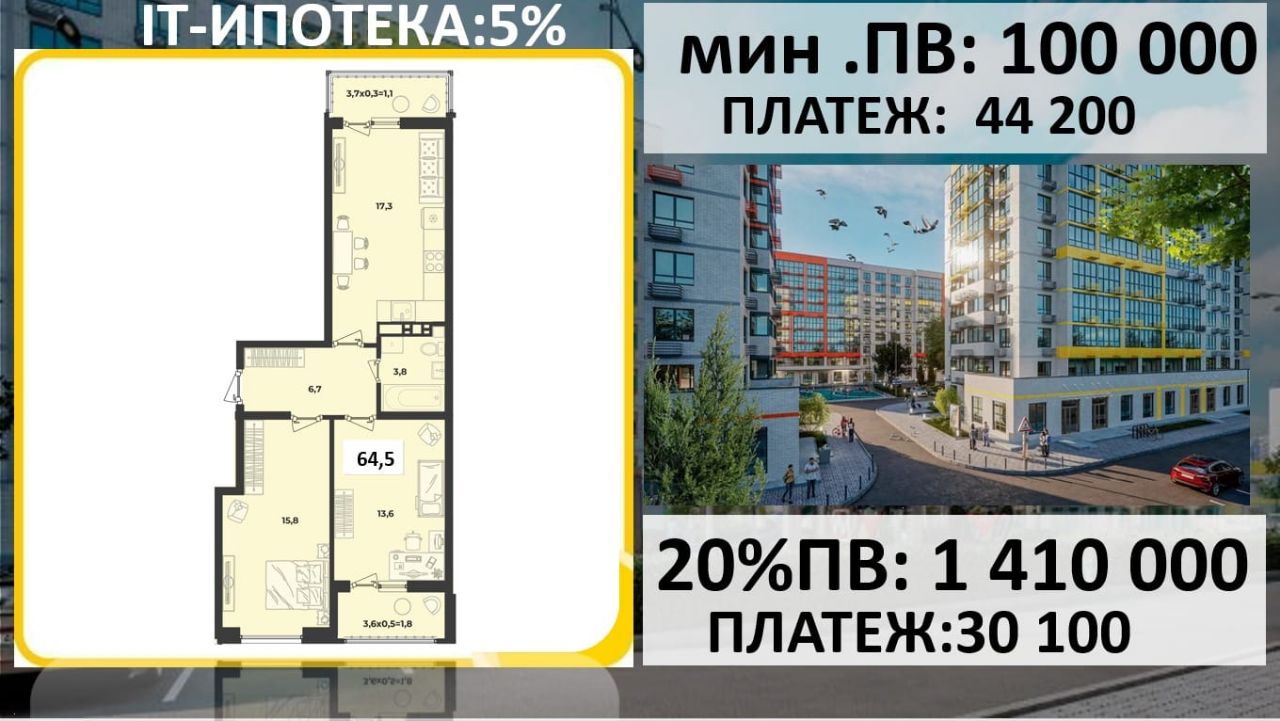 IT-ИПОТЕКА:5%
мин .ПВ: 100 000
ПЛАТЕЖ: 44 200
3,7х0,3=1,1
17,3
3,8
6,7
64,5
15,8
13,6
3,6х0,5=1,8
20%ПВ: 1 410 000
ПЛАТЕЖ:30 100